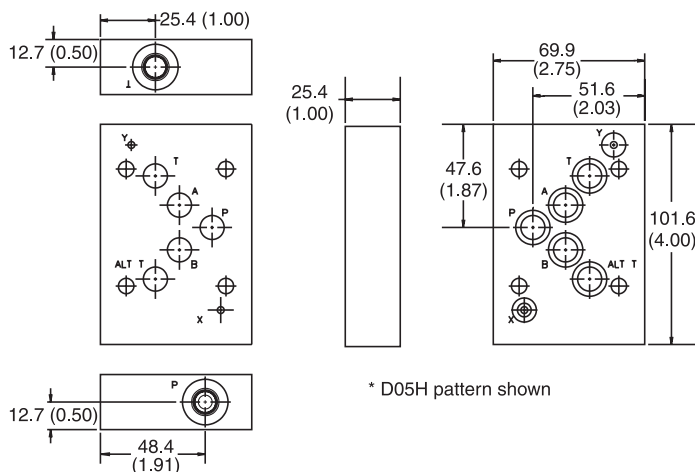 25.4 (1.00)
12.7 (0.50)
T
69.9
(2.75)
51.6
(2.03)
25.4
(1.00)
47.6
(1.87)
101.6
(4.00)
Y
T
A
P
B
ALT T
X
Y
T
A
P
B
ALT T
X
P
12.7 (0.50)
48.4
(1.91)
* D05H pattern shown